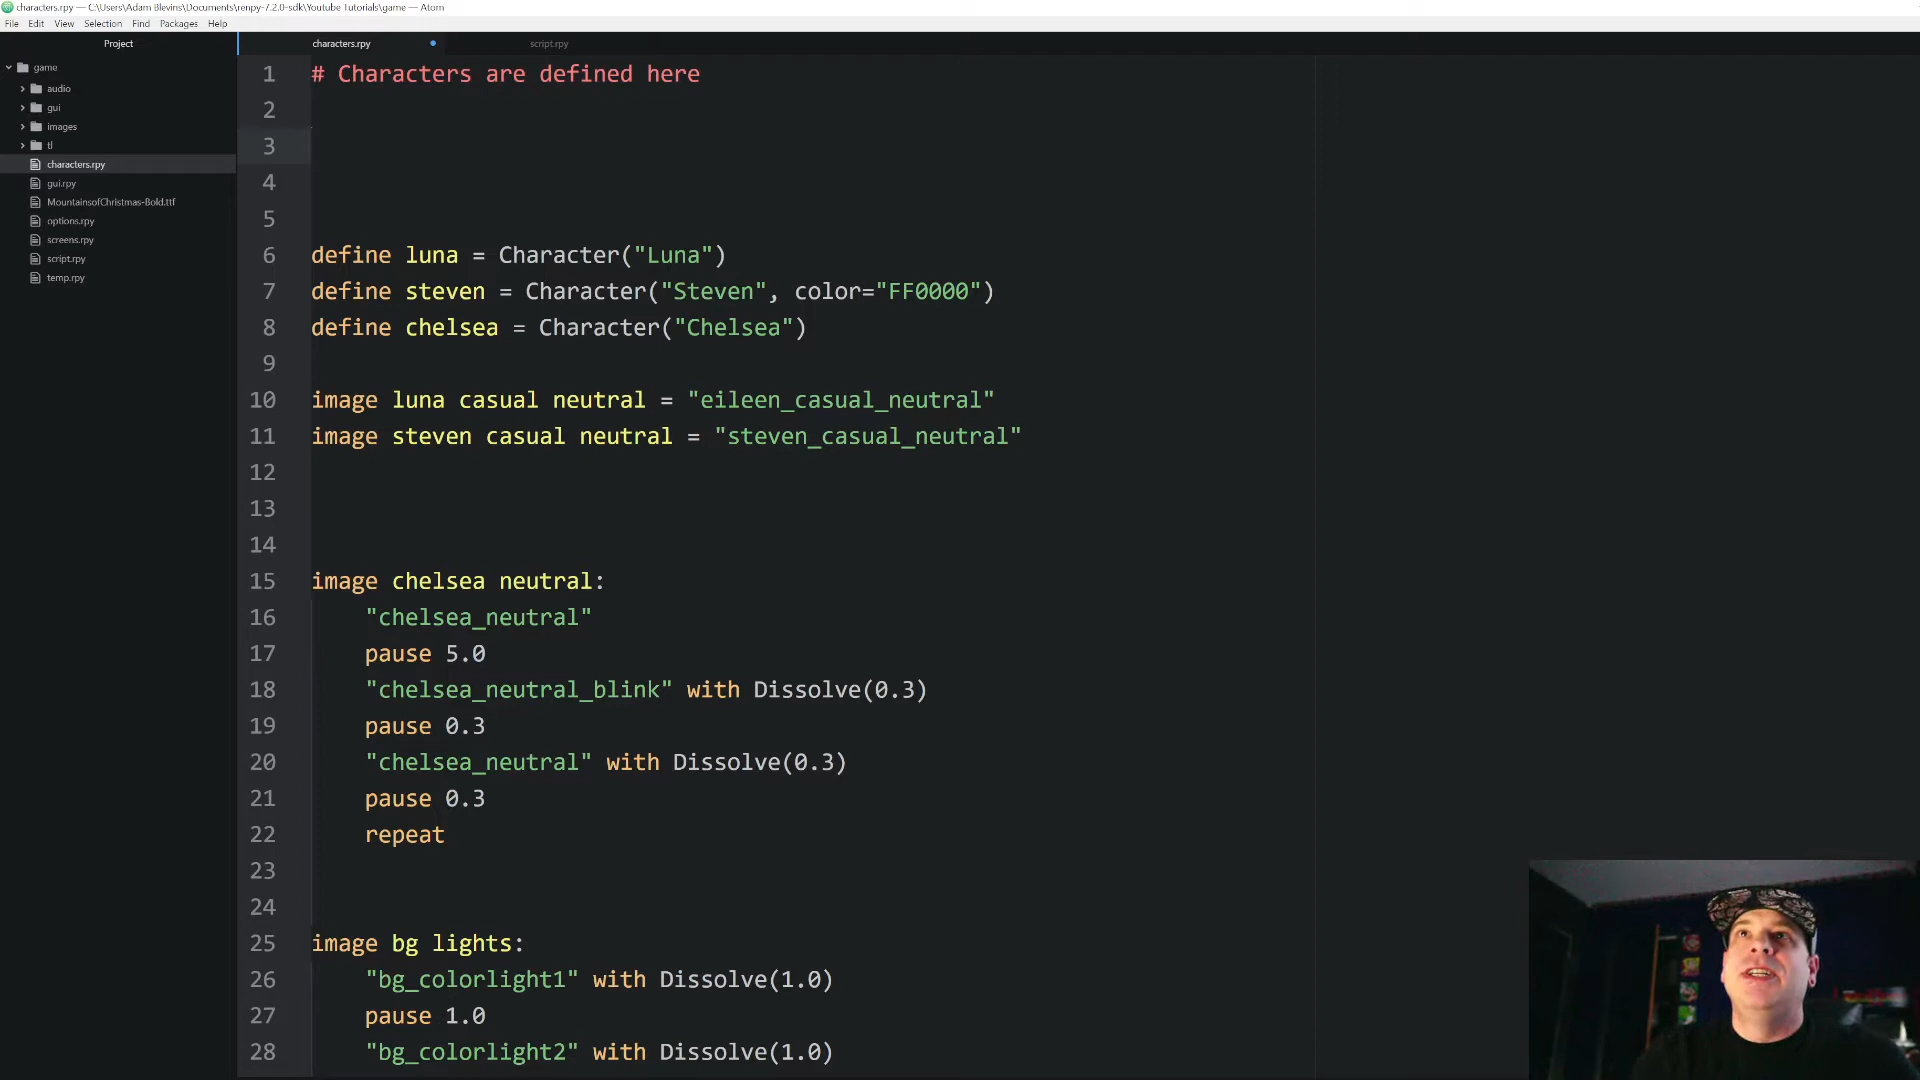 characters.rpy — C:\Users\Adam Blevins\Documents\renpy-7.2.0-sdk\Youtube Tutorials\game — Atom
File Edit View Selection Find Packages Help
Project
game
audio
gui
images
tl
characters.rpy
gui.rpy
MountainsofChristmas-Bold.ttf
options.rpy
screens.rpy
script.rpy
temp.rpy
characters.rpy script.rpy
1 # Characters are defined here
2
3
4
5
6 define luna = Character("Luna")
7 define steven = Character("Steven", color="FF0000")
8 define chelsea = Character("Chelsea")
9
10 image luna casual neutral = "eileen_casual_neutral"
11 image steven casual neutral = "steven_casual_neutral"
12
13
14
15 image chelsea neutral:
16 "chelsea_neutral"
17 pause 5.0
18 "chelsea_neutral_blink" with Dissolve(0.3)
19 pause 0.3
20 "chelsea_neutral" with Dissolve(0.3)
21 pause 0.3
22 repeat
23
24
25 image bg lights:
26 "bg_colorlight1" with Dissolve(1.0)
27 pause 1.0
28 "bg_colorlight2" with Dissolve(1.0)